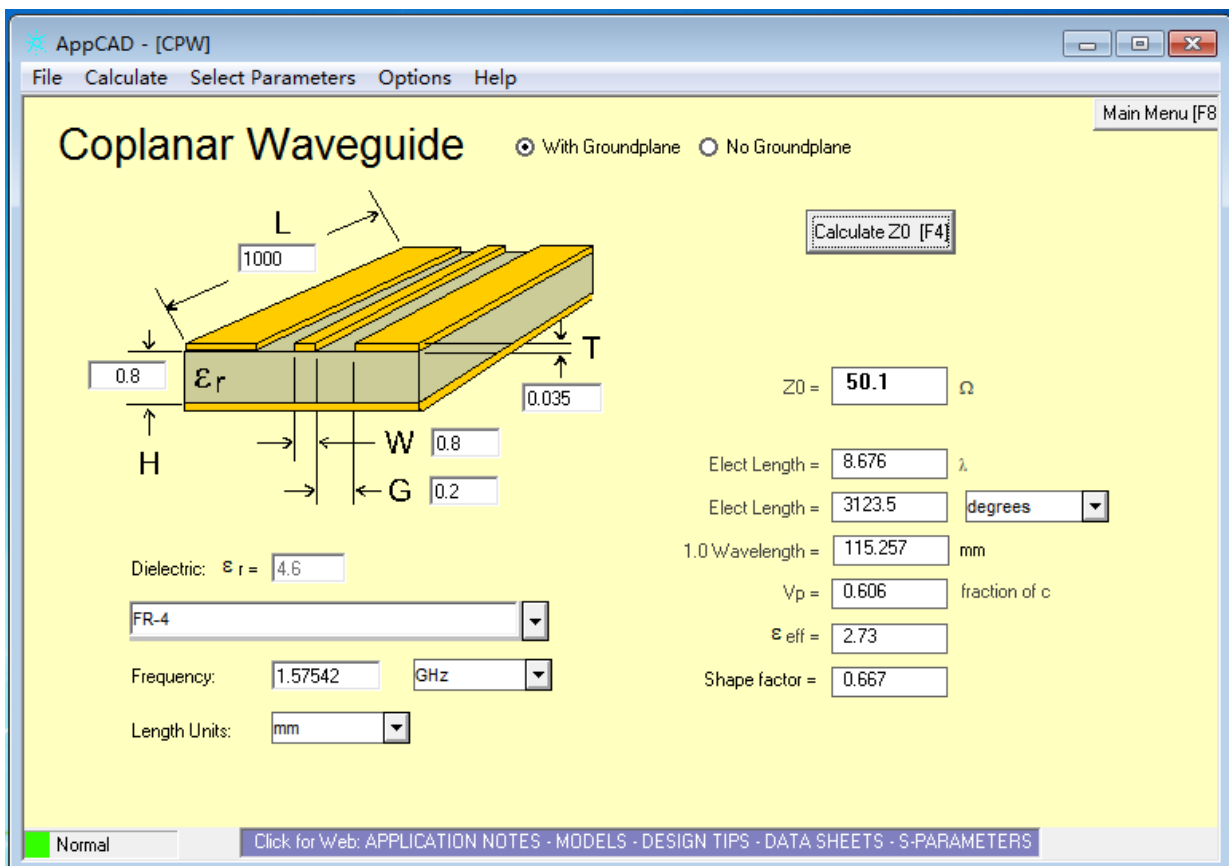 AppCAD - [CPW]
File Calculate Select Parameters Options Help
Main Menu [F8
Coplanar Waveguide With Groundplane No Groundplane
L
1000
Calculate Z0 [F4]
T
0.8 εr
0.035
Z0 = 50.1 Ω
W 0.8
H
G 0.2
Elect Length = 8.676 λ
Elect Length = 3123.5 degrees
1.0 Wavelength = 115.257 mm
Dielectric: ε r = 4.6
Vp = 0.606 fraction of c
FR-4
ε eff = 2.73
Frequency: 1.57542 GHz
Shape factor = 0.667
Length Units: mm
Normal
Click for Web: APPLICATION NOTES - MODELS - DESIGN TIPS - DATA SHEETS - S-PARAMETERS